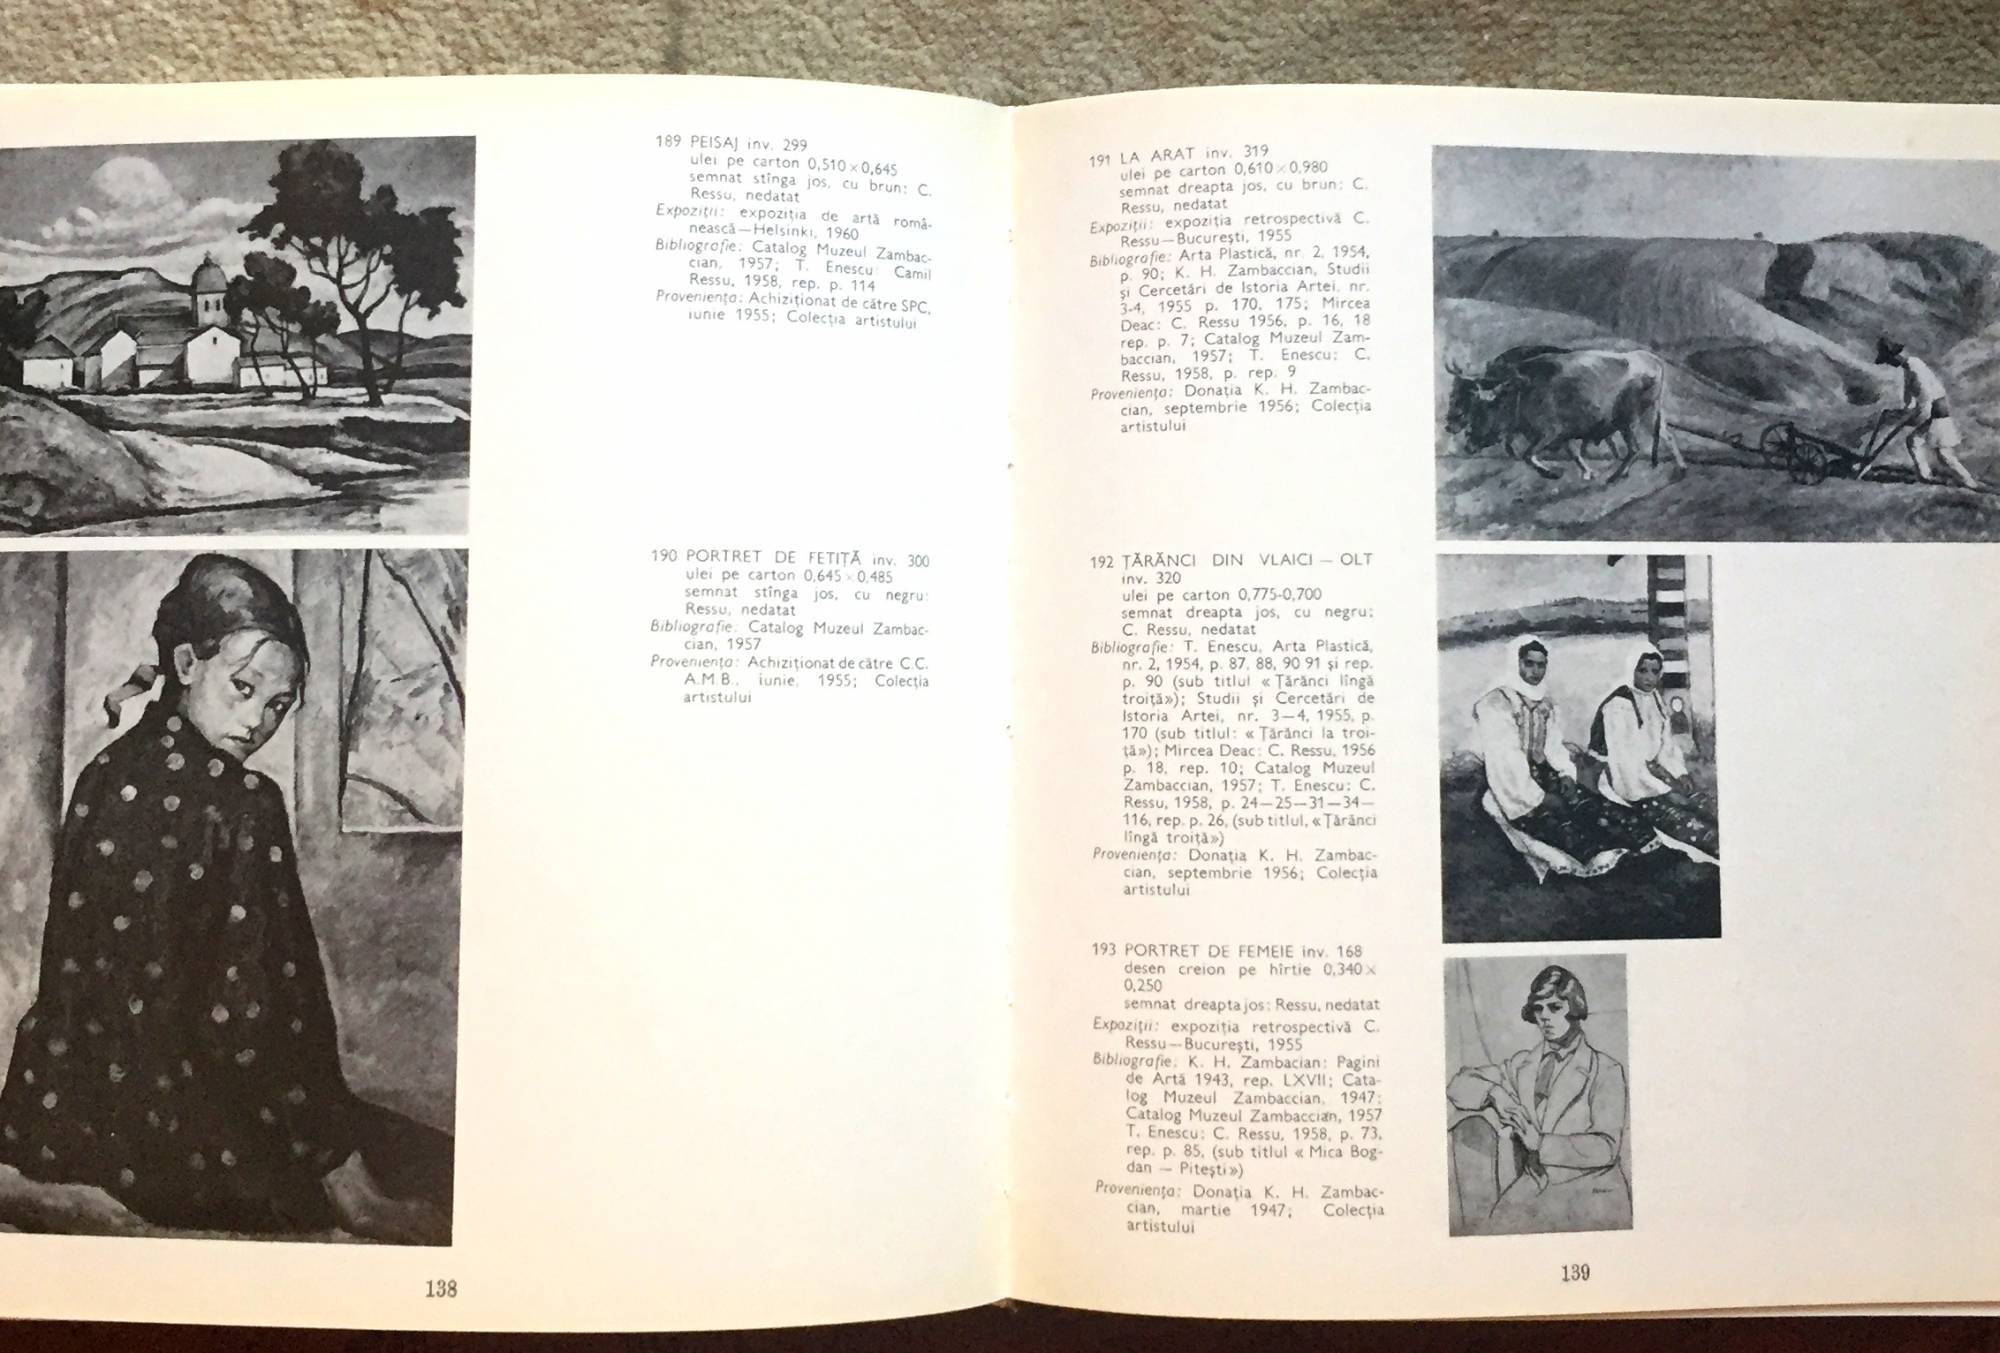 189 PEISAJ inv. 299
ulei pe carton 0,510×0,645
semnat stînga jos, cu brun: C.
Ressu, nedatat
Expoziții: expoziția de artă romă-
nească—Helsinki, 1960
Bibliografie: Catalog Muzeul Zambac-
cian, 1957; T. Enescu: Camil
Ressu, 1958, rep. p. 114
Proveniența: Achiziționat de către SPC,
iunie 1955; Colecția artistului
190 PORTRET DE FETIȚĂ inv. 300
ulei pe carton 0,645×0,485
semnat stînga jos, cu negru:
Ressu, nedatat
Bibliografie: Catalog Muzeul Zambac-
cian, 1957
Proveniența: Achiziționat de către C.C.
A.M.B., iunie, 1955; Colecția
artistului
138
191 LA ARAT inv. 319
ulei pe carton 0,610×0,980
semnat dreapta jos, cu brun: C.
Ressu, nedatat
Expoziții: expoziția retrospectivă C.
Ressu—București, 1955
Bibliografie: Arta Plastică, nr. 2, 1954,
p. 90; K. H. Zambaccian, Studii
și Cercetări de Istoria Artei, nr.
3-4, 1955 p. 170, 175; Mircea
Deac: C. Ressu 1956, p. 16, 18
rep. p. 7; Catalog Muzeul Zam-
baccian, 1957; T. Enescu: C.
Ressu, 1958, p. rep. 9
Proveniența: Donația K. H. Zambac-
cian, septembrie 1956; Colecția
artistului
192 ȚĂRĂNCI DIN VLAICI — OLT
inv. 320
ulei pe carton 0,775-0,700
semnat dreapta jos, cu negru:
C. Ressu, nedatat
Bibliografie: T. Enescu, Arta Plastică,
nr. 2, 1954, p. 87, 88, 90 91 și rep.
p. 90 (sub titlul « Țărănci lîngă
troiță»); Studii și Cercetări de
Istoria Artei, nr. 3—4, 1955, p.
170 (sub titlul: « Țărănci la troi-
ță»); Mircea Deac: C. Ressu, 1956
p. 18, rep. 10; Catalog Muzeul
Zambaccian, 1957; T. Enescu: C.
Ressu, 1958, p. 24—25—31—34—
116, rep. p. 26, (sub titlul, « Țărănci
lîngă troiță»)
Proveniența: Donația K. H. Zambac-
cian, septembrie 1956; Colecția
artistului
193 PORTRET DE FEMEIE inv. 168
desen creion pe hîrtie 0,340×
0,250
semnat dreapta jos: Ressu, nedatat
Expoziții: expoziția retrospectivă C.
Ressu—București, 1955
Bibliografie: K. H. Zambacian: Pagini
de Artă 1943, rep. LXVII; Cata-
log Muzeul Zambaccian, 1947;
Catalog Muzeul Zambaccian, 1957
T. Enescu: C. Ressu, 1958, p. 73,
rep. p. 85, (sub titlul « Mica Bog-
dan — Pitești»)
Proveniența: Donația K. H. Zambac-
cian, martie 1947; Colecția
artistului
139